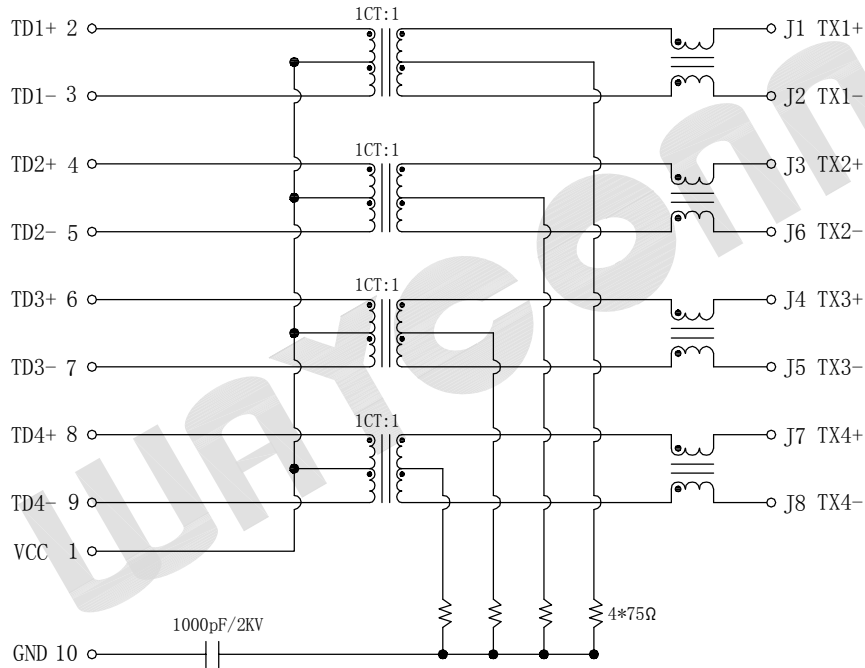 1CT:1
TD1+ 2 J1 TX1+
TD1- 3 J2 TX1-
1CT:1
TD2+ 4 J3 TX2+
TD2- 5 J6 TX2-
1CT:1
TD3+ 6 J4 TX3+
TD3- 7 J5 TX3-
1CT:1
TD4+ 8 J7 TX4+
TD4- 9 J8 TX4-
VCC 1
4*75Ω
1000pF/2KV
GND 10
WAYCONN